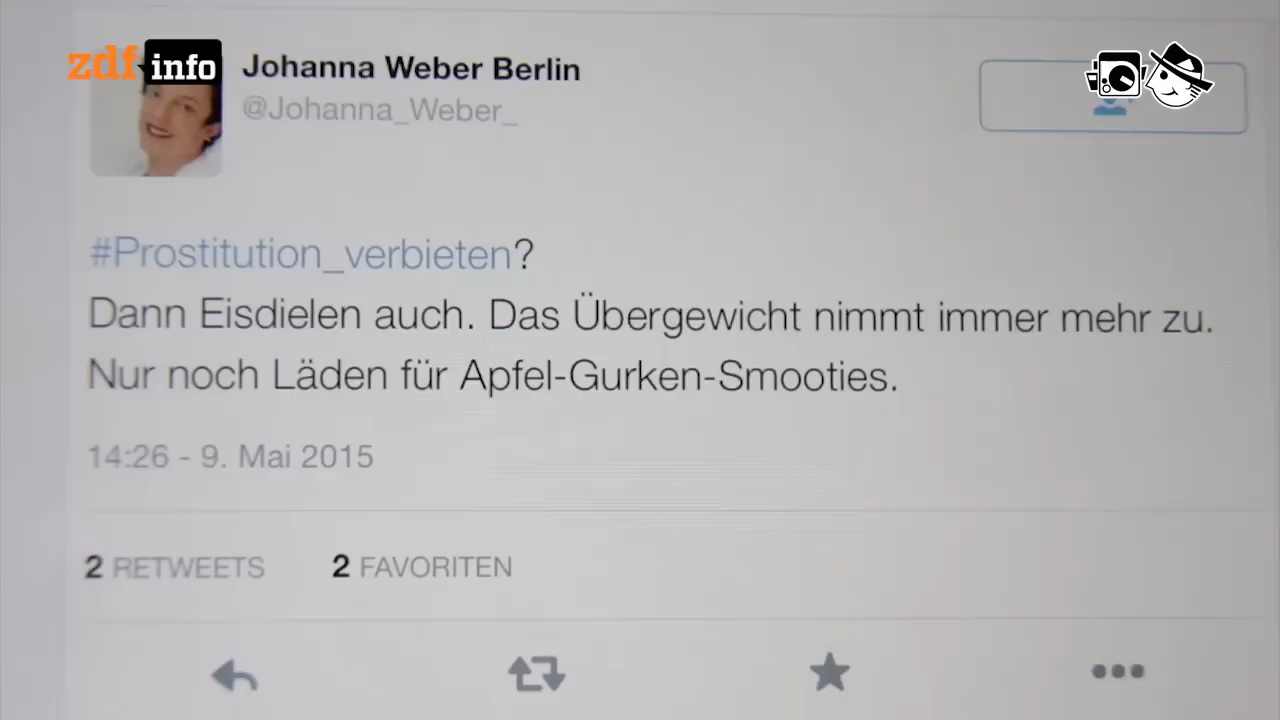 zdf info
Johanna Weber Berlin
@Johanna_Weber_
#Prostitution_verbieten?
Dann Eisdielen auch. Das Übergewicht nimmt immer mehr zu.
Nur noch Läden für Apfel-Gurken-Smooties.
14:26 - 9. Mai 2015
2 RETWEETS 2 FAVORITEN